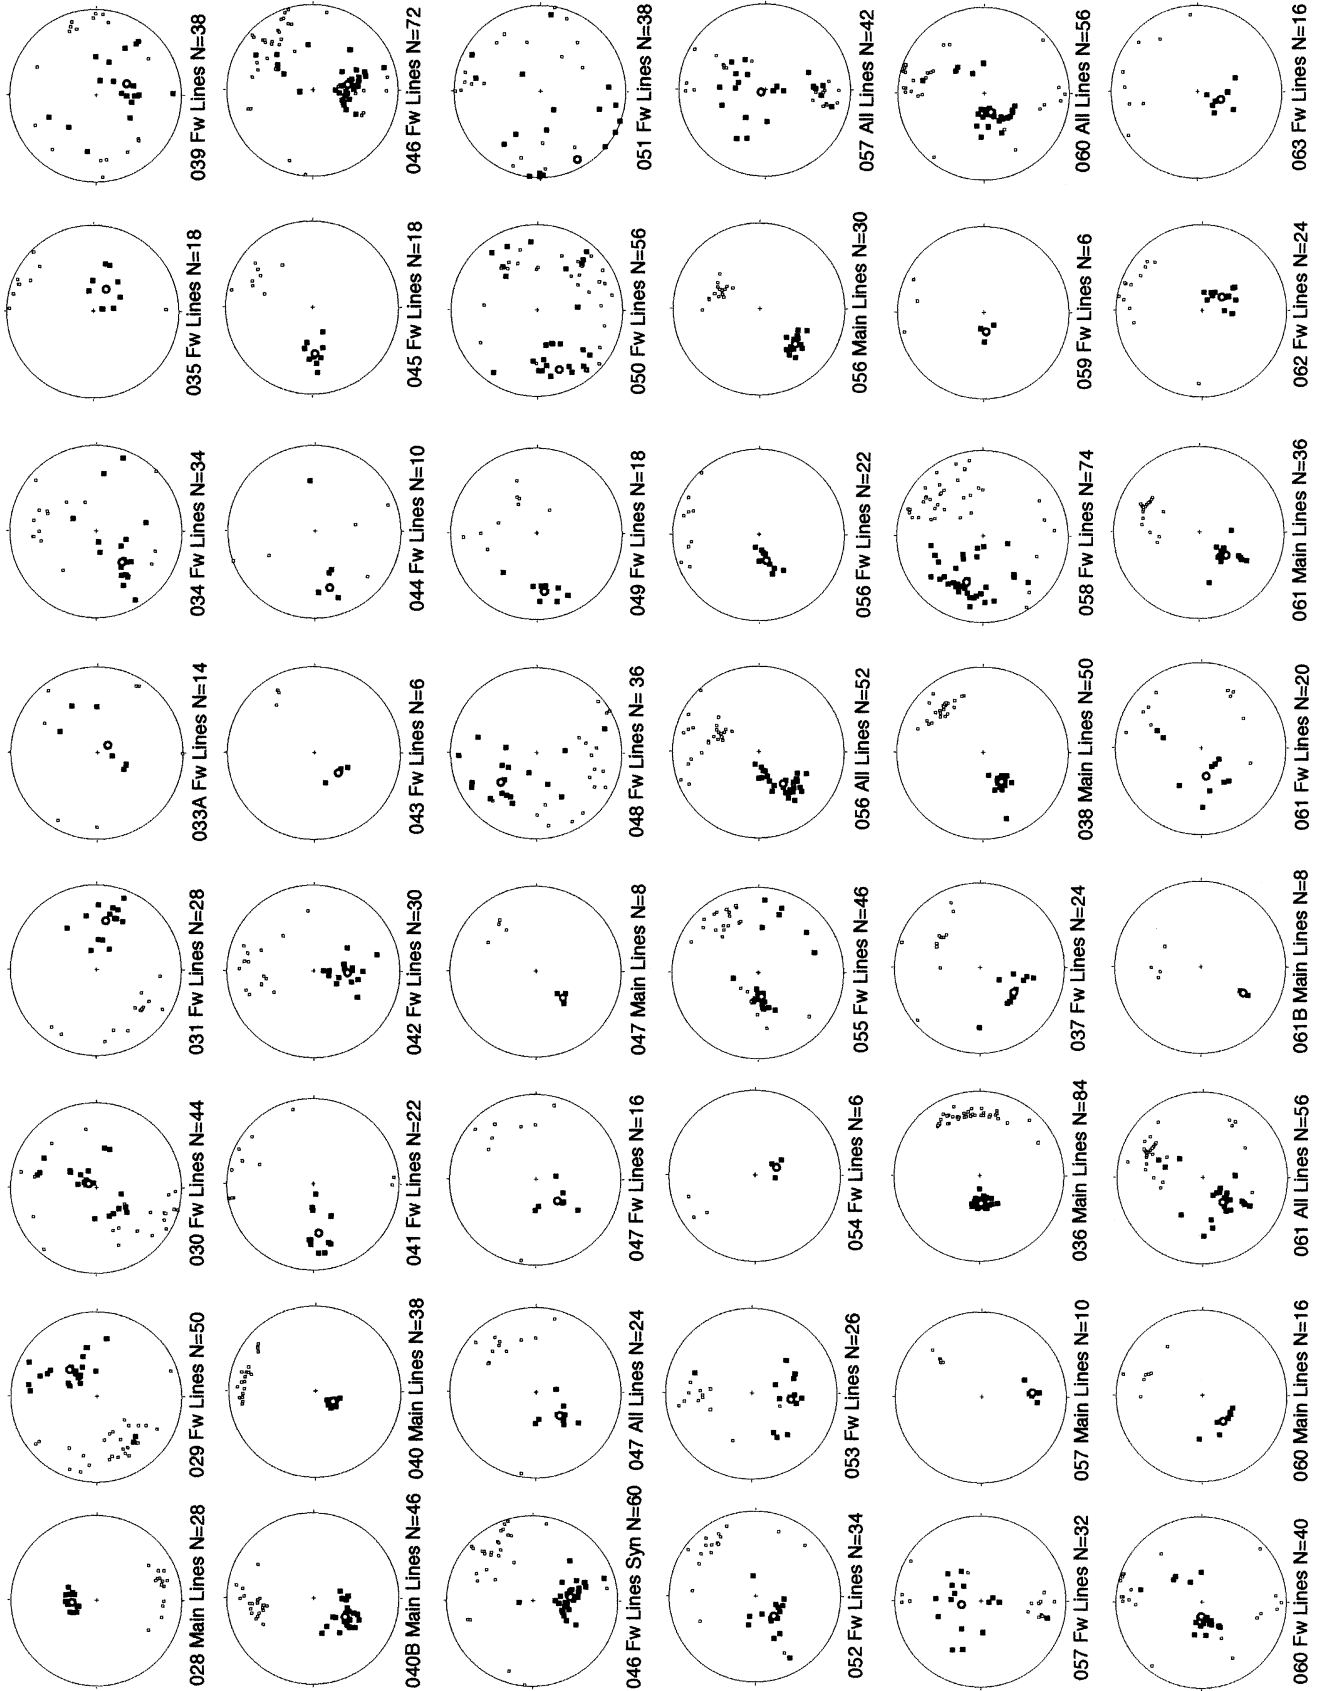 028 Main Lines N=28
029 Fw Lines N=50
030 Fw Lines N=44
031 Fw Lines N=28
033A Fw Lines N=14
034 Fw Lines N=34
035 Fw Lines N=18
039 Fw Lines N=38
040B Main Lines N=46
040 Main Lines N=38
041 Fw Lines N=22
042 Fw Lines N=30
043 Fw Lines N=6
044 Fw Lines N=10
045 Fw Lines N=18
046 Fw Lines N=72
046 Fw Lines Syn N=60
047 All Lines N=24
047 Fw Lines N=16
047 Main Lines N=8
048 Fw Lines N= 36
049 Fw Lines N=18
050 Fw Lines N=56
051 Fw Lines N=38
052 Fw Lines N=34
053 Fw Lines N=26
054 Fw Lines N=6
055 Fw Lines N=46
056 All Lines N=52
056 Fw Lines N=22
056 Main Lines N=30
057 All Lines N=42
057 Fw Lines N=32
057 Main Lines N=10
036 Main Lines N=84
037 Fw Lines N=24
038 Main Lines N=50
058 Fw Lines N=74
059 Fw Lines N=6
060 All Lines N=56
060 Fw Lines N=40
060 Main Lines N=16
061 All Lines N=56
061B Main Lines N=8
061 Fw Lines N=20
061 Main Lines N=36
062 Fw Lines N=24
063 Fw Lines N=16